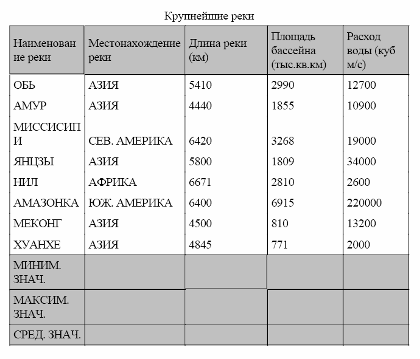 Крупнейшие реки
Наименован Местонахождение Длина реки Площадь Расход
ие реки реки (км) бассейна воды (куб
(тыс.кв.км) м/с)
ОБЬ АЗИЯ 5410 2990 12700
АМУР АЗИЯ 4440 1855 10900
МИССИСИП
И СЕВ. АМЕРИКА 6420 3268 19000
ЯНЦЗЫ АЗИЯ 5800 1809 34000
НИЛ АФРИКА 6671 2810 2600
АМАЗОНКА ЮЖ. АМЕРИКА 6400 6915 220000
МЕКОНГ АЗИЯ 4500 810 13200
ХУАНХЕ АЗИЯ 4845 771 2000
МИНИМ.
ЗНАЧ.
МАКСИМ.
ЗНАЧ.
СРЕД. ЗНАЧ.